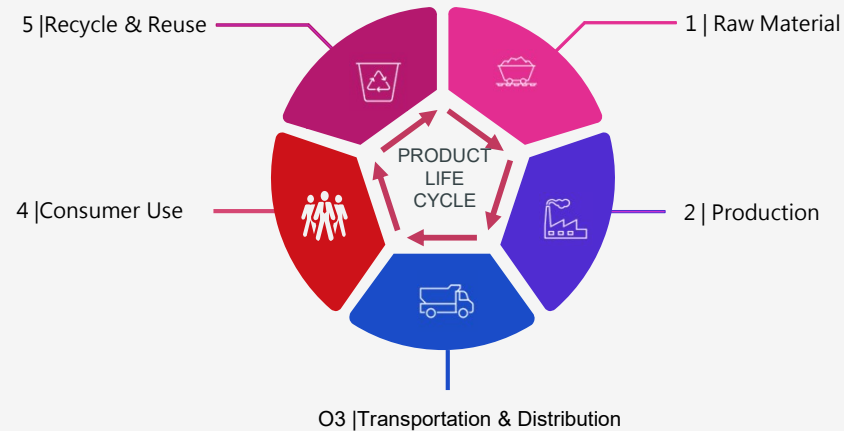 5 |Recycle & Reuse
1 | Raw Material
PRODUCT
LIFE
CYCLE
4 |Consumer Use
2 | Production
O3 |Transportation & Distribution